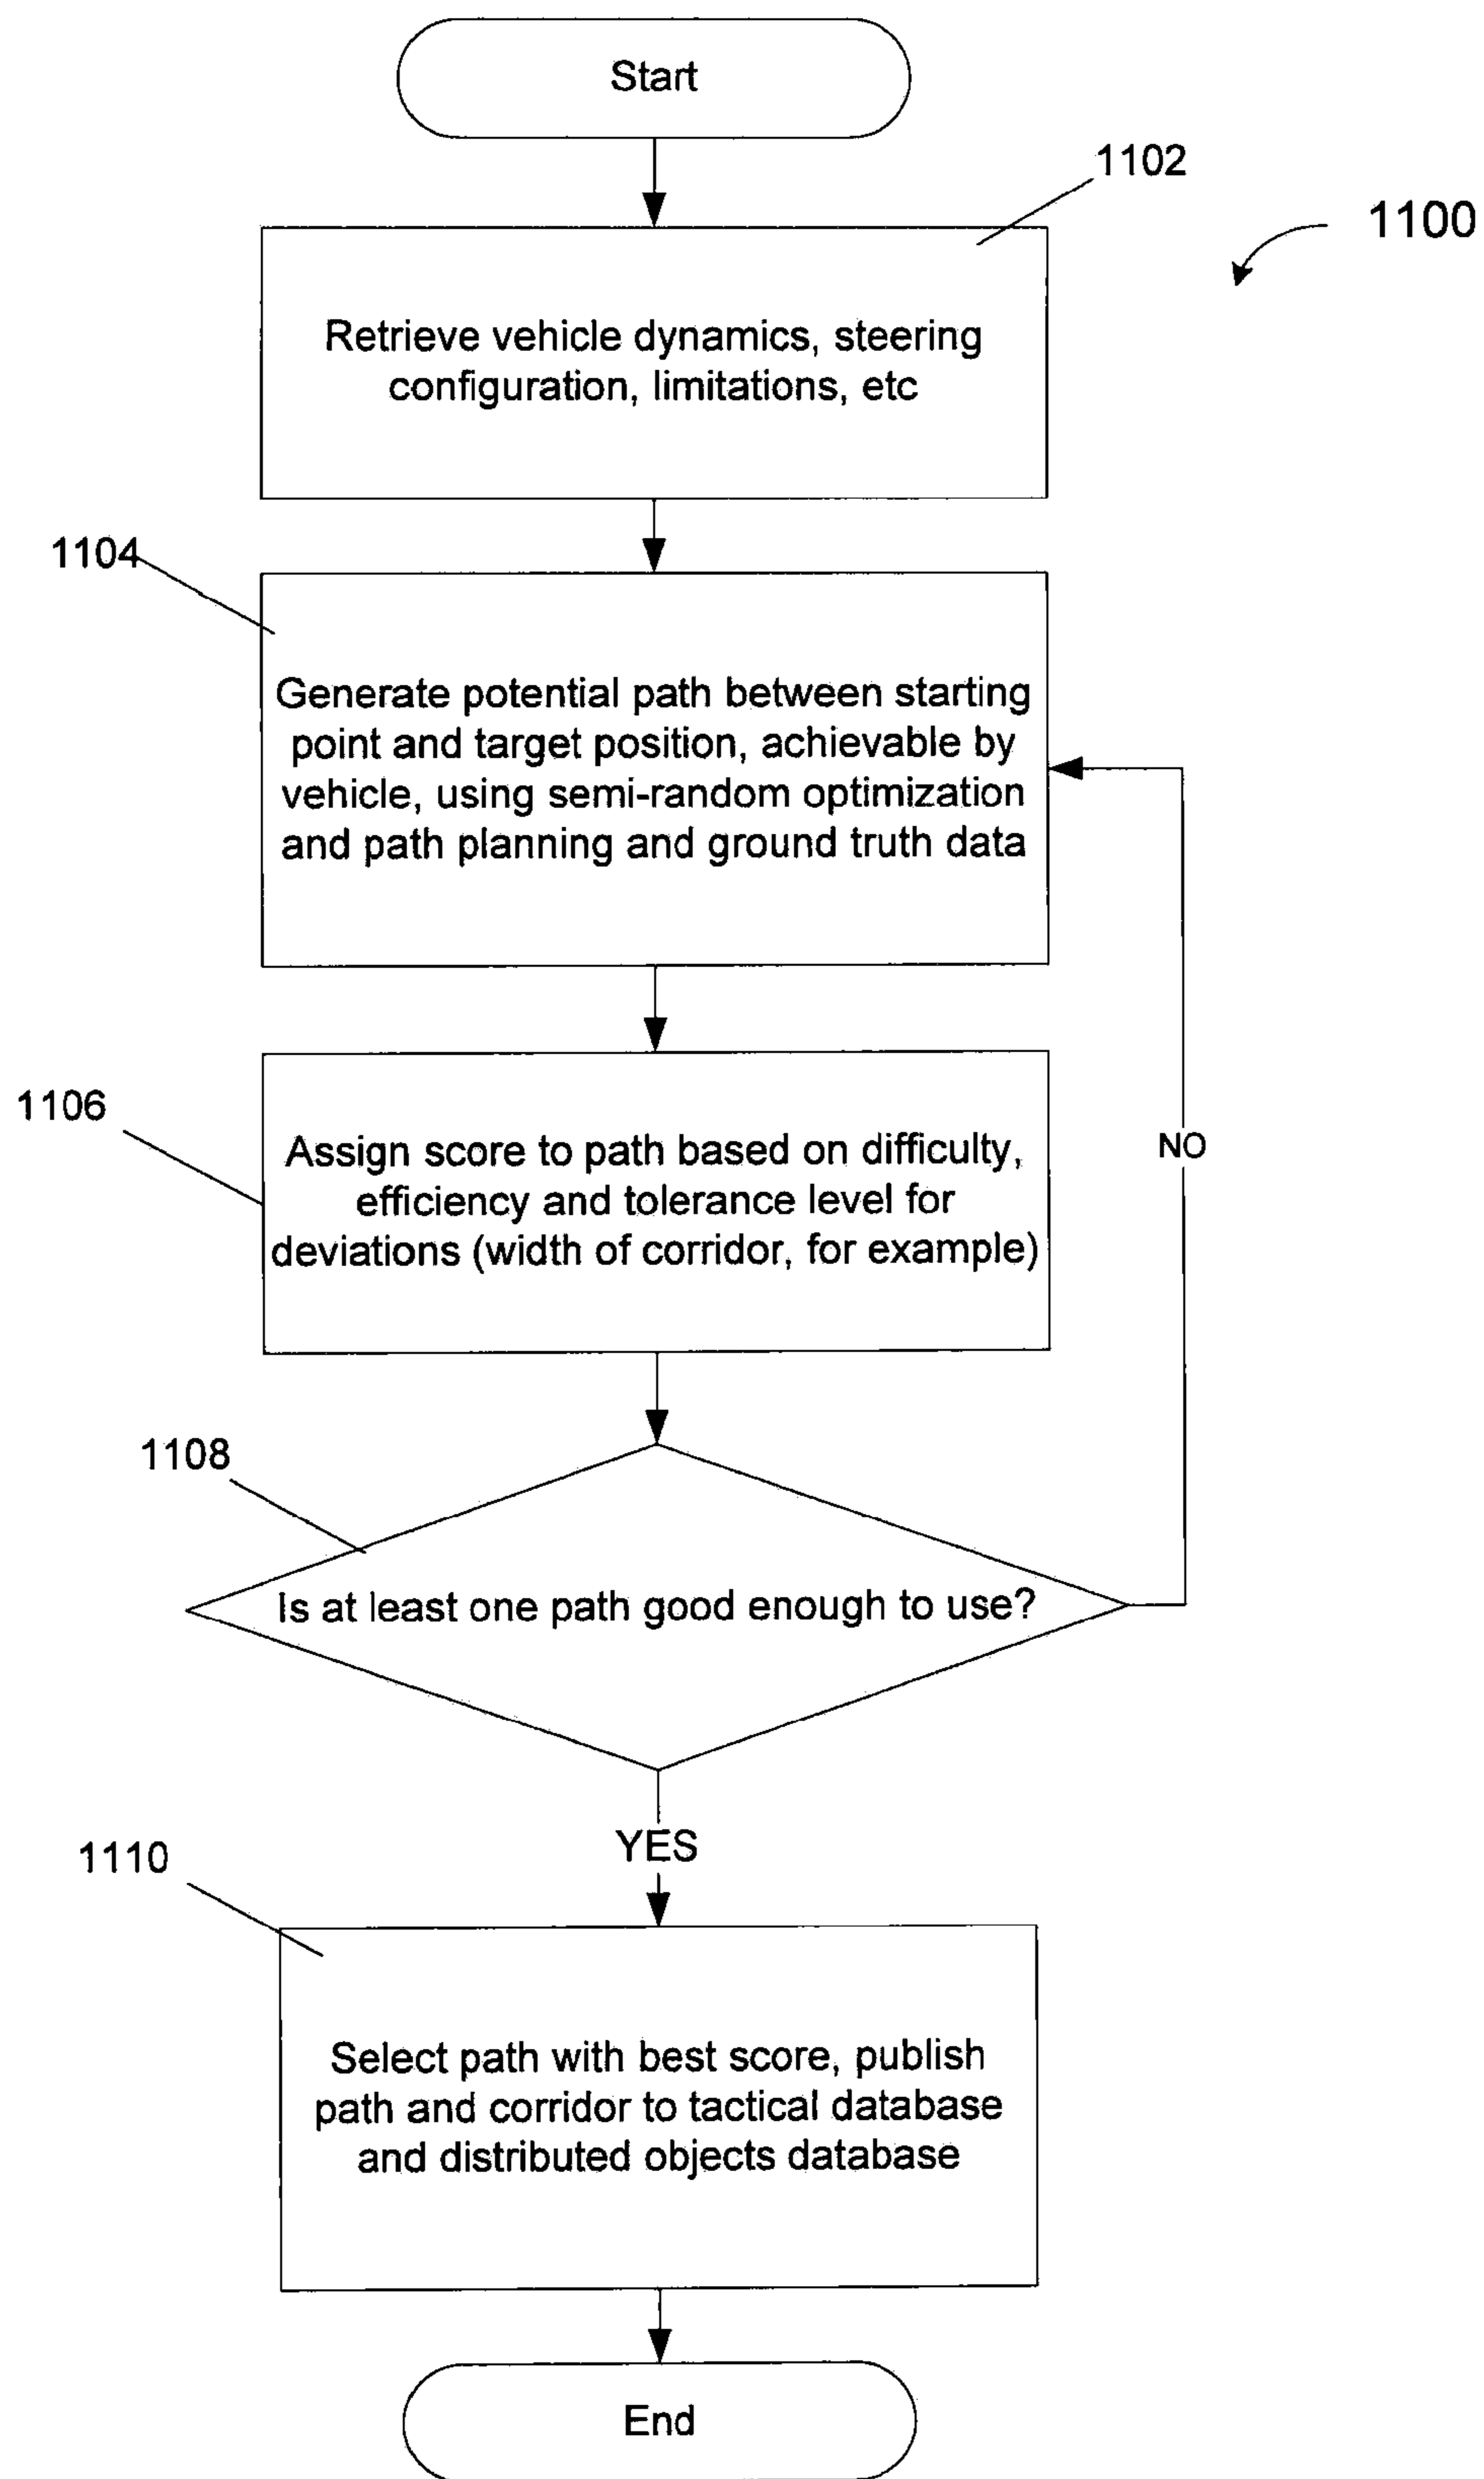 Start
1102
1100
Retrieve vehicle dynamics, steering
configuration, limitations, etc
1104
Generate potential path between starting
point and target position, achievable by
vehicle, using semi-random optimization
and path planning and ground truth data
1106
Assign score to path based on difficulty,
efficiency and tolerance level for
deviations (width of corridor, for example)
NO
1108
Is at least one path good enough to use?
YES
1110
Select path with best score, publish
path and corridor to tactical database
and distributed objects database
End